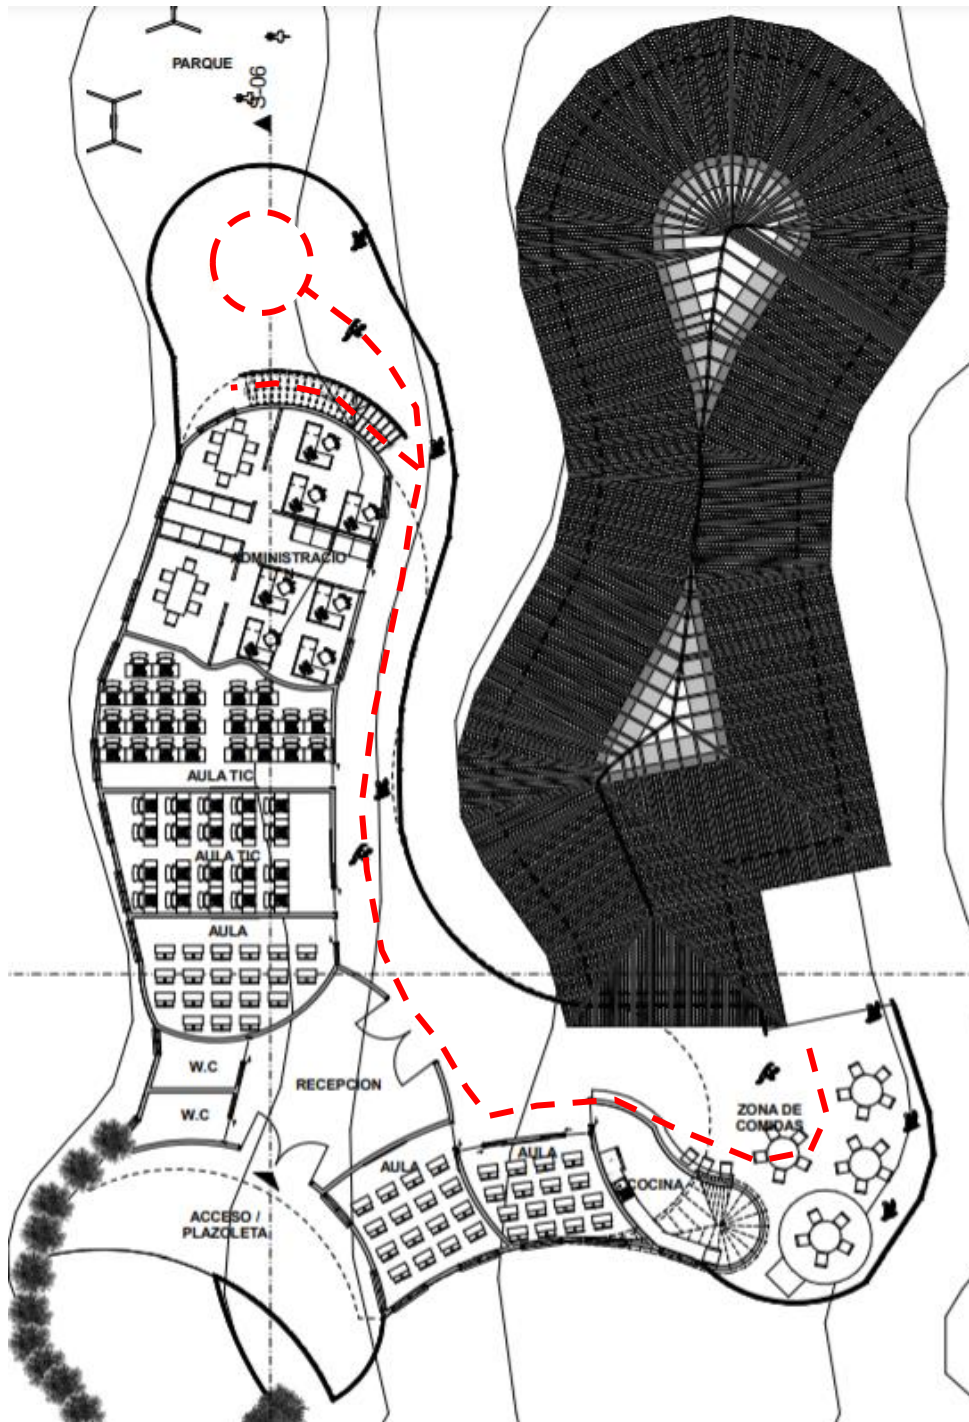 PARQUE
S-06
ADMINISTRACIO
AULA TIC
AULA TIC
AULA
W.C
W.C
RECEPCION
ZONA DE
COMIDAS
AULA
AULA
COCINA
ACCESO /
PLAZOLETA